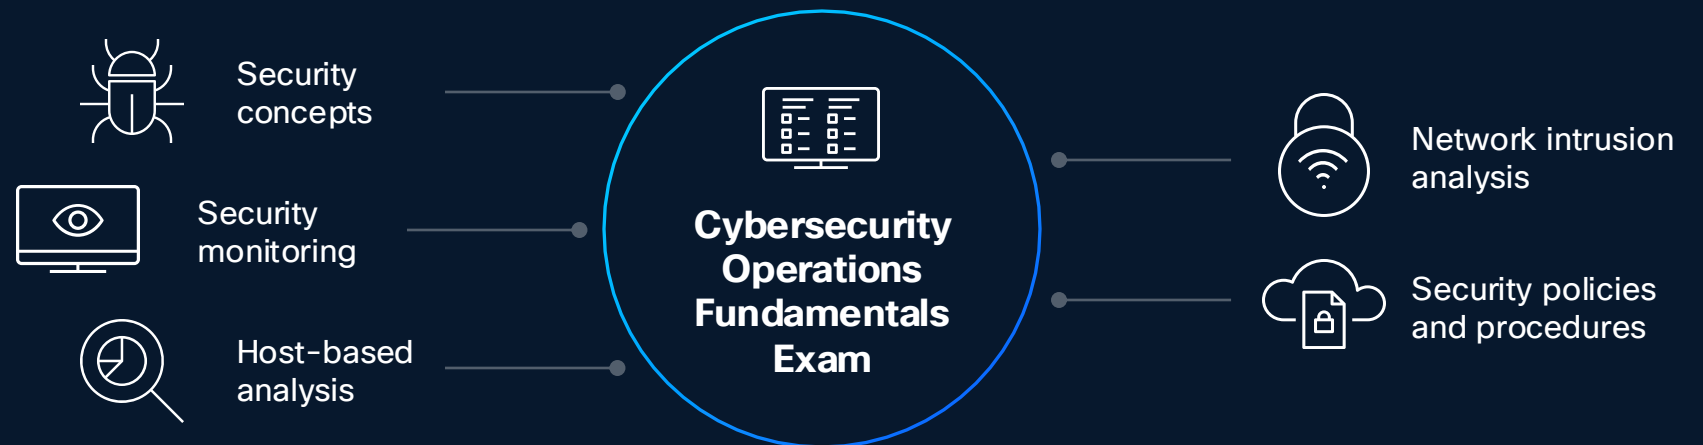 Security
concepts
Security
monitoring
Host-based
analysis
Cybersecurity
Operations
Fundamentals
Exam
Network intrusion
analysis
Security policies
and procedures